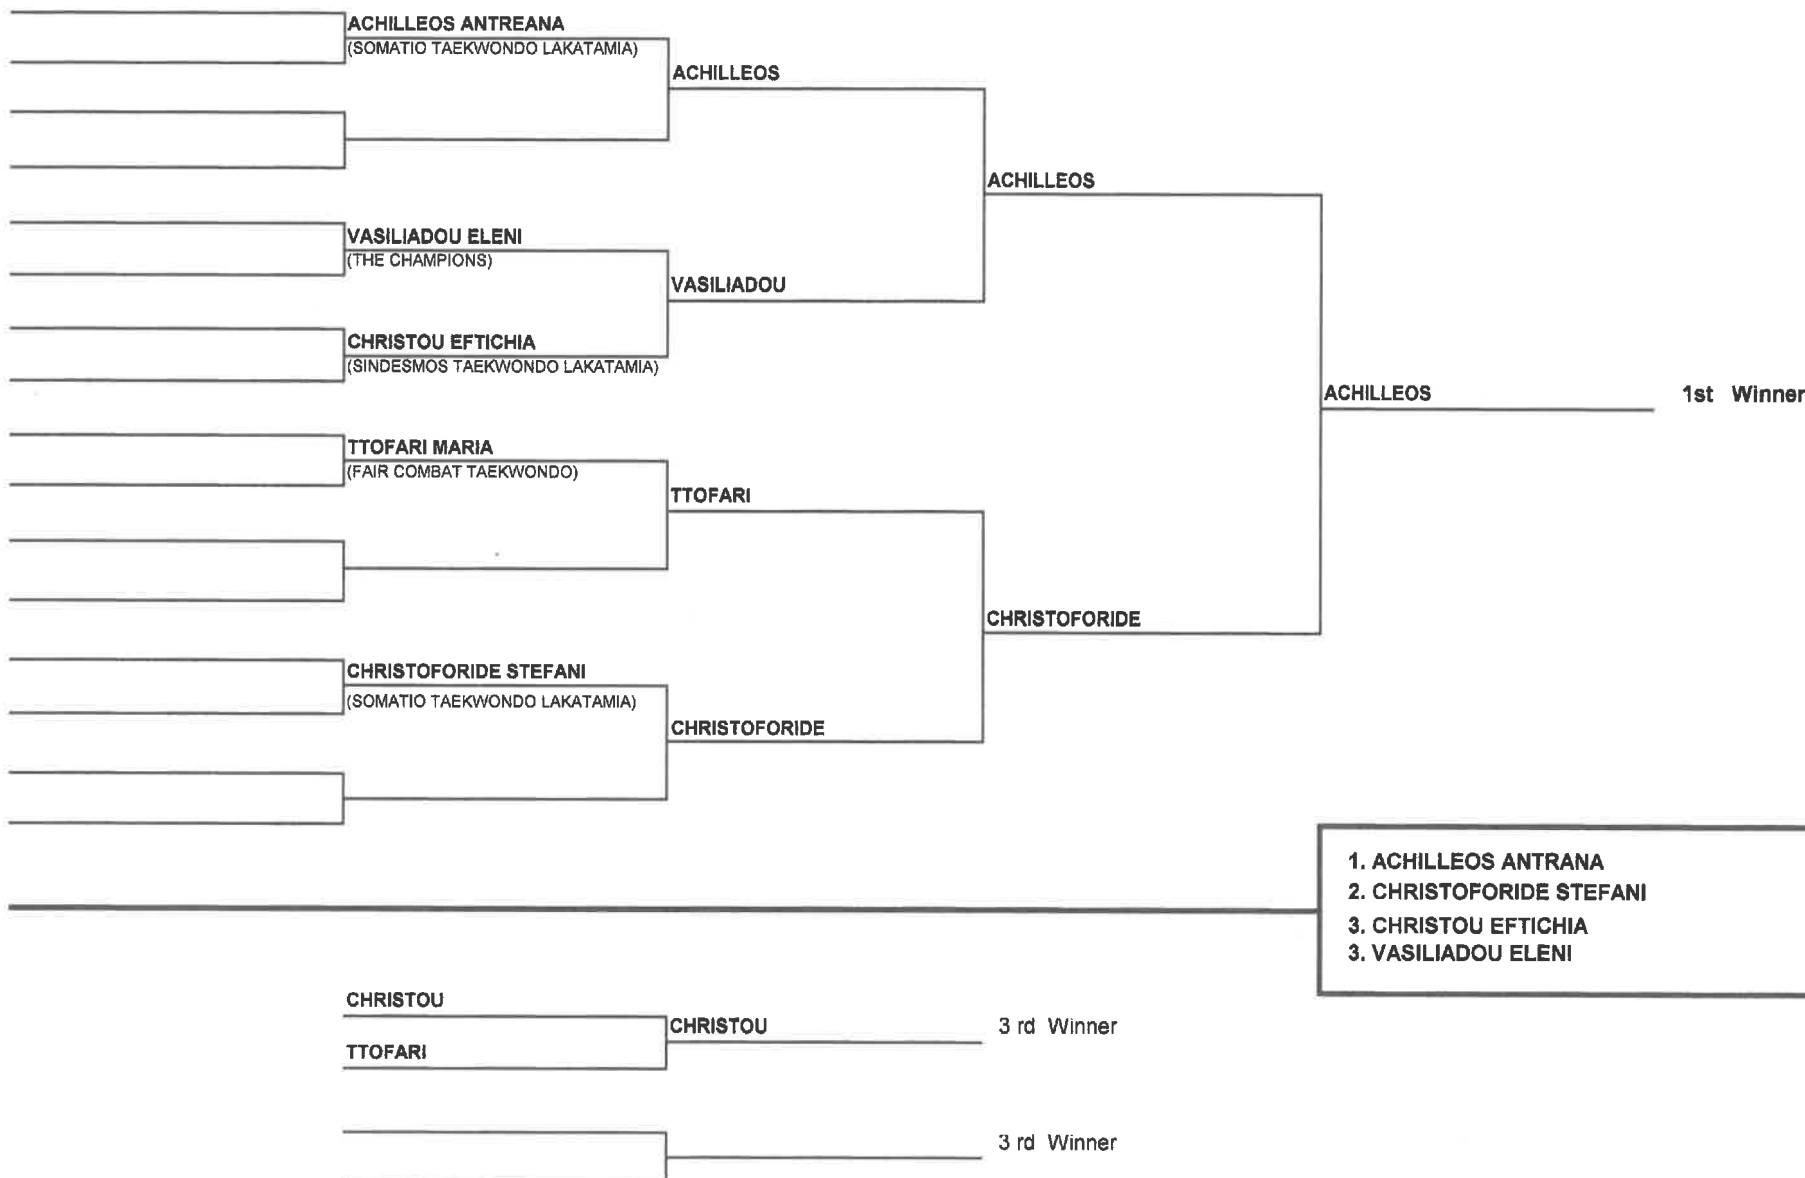 ACHILLEOS ANTREANA
(SOMATIO TAEKWONDO LAKATAMIA)
ACHILLEOS
ACHILLEOS
VASILIADOU ELENI
(THE CHAMPIONS)
VASILIADOU
CHRISTOU EFTICHIA
(SINDESMOS TAEKWONDO LAKATAMIA)
ACHILLEOS
1st Winner
TTOFARI MARIA
(FAIR COMBAT TAEKWONDO)
TTOFARI
CHRISTOFORIDE
CHRISTOFORIDE STEFANI
(SOMATIO TAEKWONDO LAKATAMIA)
CHRISTOFORIDE
1. ACHILLEOS ANTRANA
2. CHRISTOFORIDE STEFANI
3. CHRISTOU EFTICHIA
3. VASILIADOU ELENI
CHRISTOU
CHRISTOU
3 rd Winner
TTOFARI
3 rd Winner